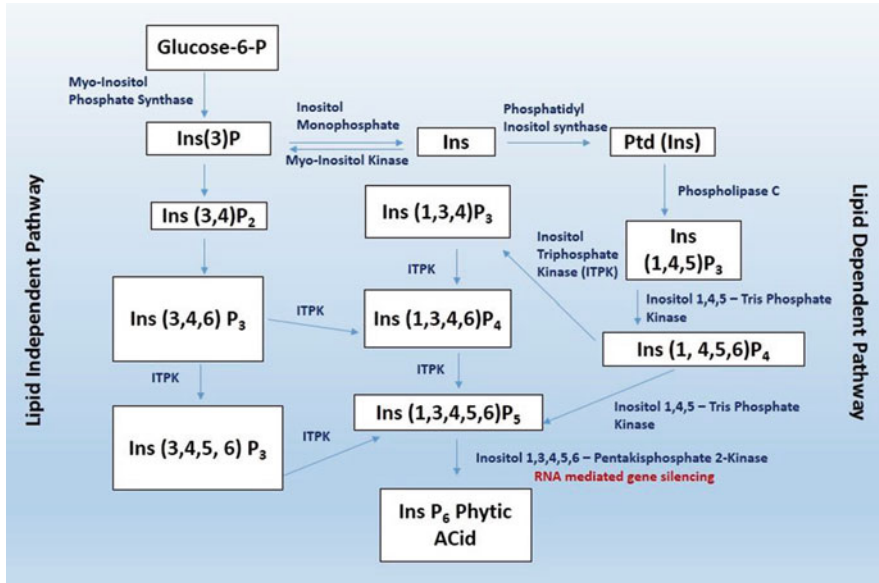 Glucose-6-P
Myo-Inositol
Phosphate Synthase
Inositol
Monophosphate
Phosphatidyl
Inositol synthase
Ins(3)P
Ins
Ptd (Ins)
Myo-Inositol Kinase
Phospholipase C
Lipid Independent Pathway
Lipid Dependent Pathway
Ins (3,4)P₂
Ins (1,3,4)P₃
Inositol
Triphosphate
Kinase (ITPK)
Ins
(1,4,5)P₃
ITPK
Inositol 1,4,5 – Tris Phosphate
Kinase
Ins (3,4,6) P₃
ITPK
Ins (1,3,4,6)P₄
Ins (1, 4,5,6)P₄
ITPK
ITPK
Inositol 1,4,5 – Tris Phosphate
Kinase
Ins (1,3,4,5,6)P₅
Ins (3,4,5, 6) P₃
ITPK
Inositol 1,3,4,5,6 – Pentakisphosphate 2-Kinase
RNA mediated gene silencing
Ins P₆ Phytic
ACid